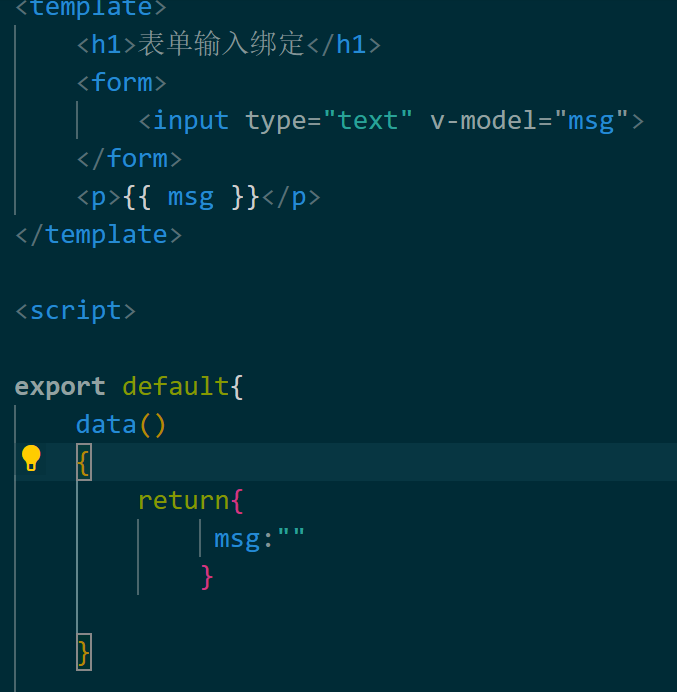 <template>
<h1>表单输入绑定</h1>
<form>
<input type="text" v-model="msg">
</form>
<p>{{ msg }}</p>
</template>
<script>
export default{
data()
{
return{
msg:""
}
}